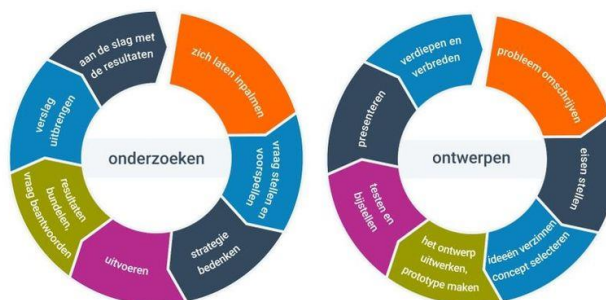 onderzoeken
zich laten inpalmen
vraag stellen en
voorspellen
strategie
bedenken
uitvoeren
resultaten
bundelen,
vraag beantwoorden
verslag
uitbrengen
aan de slag met
de resultaten
ontwerpen
probleem omschrijven
eisen stellen
ideeën verzinnen
concept selecteren
het ontwerp
uitwerken,
prototype maken
testen en
bijstellen
presenteren
verdiepen en
verbreden